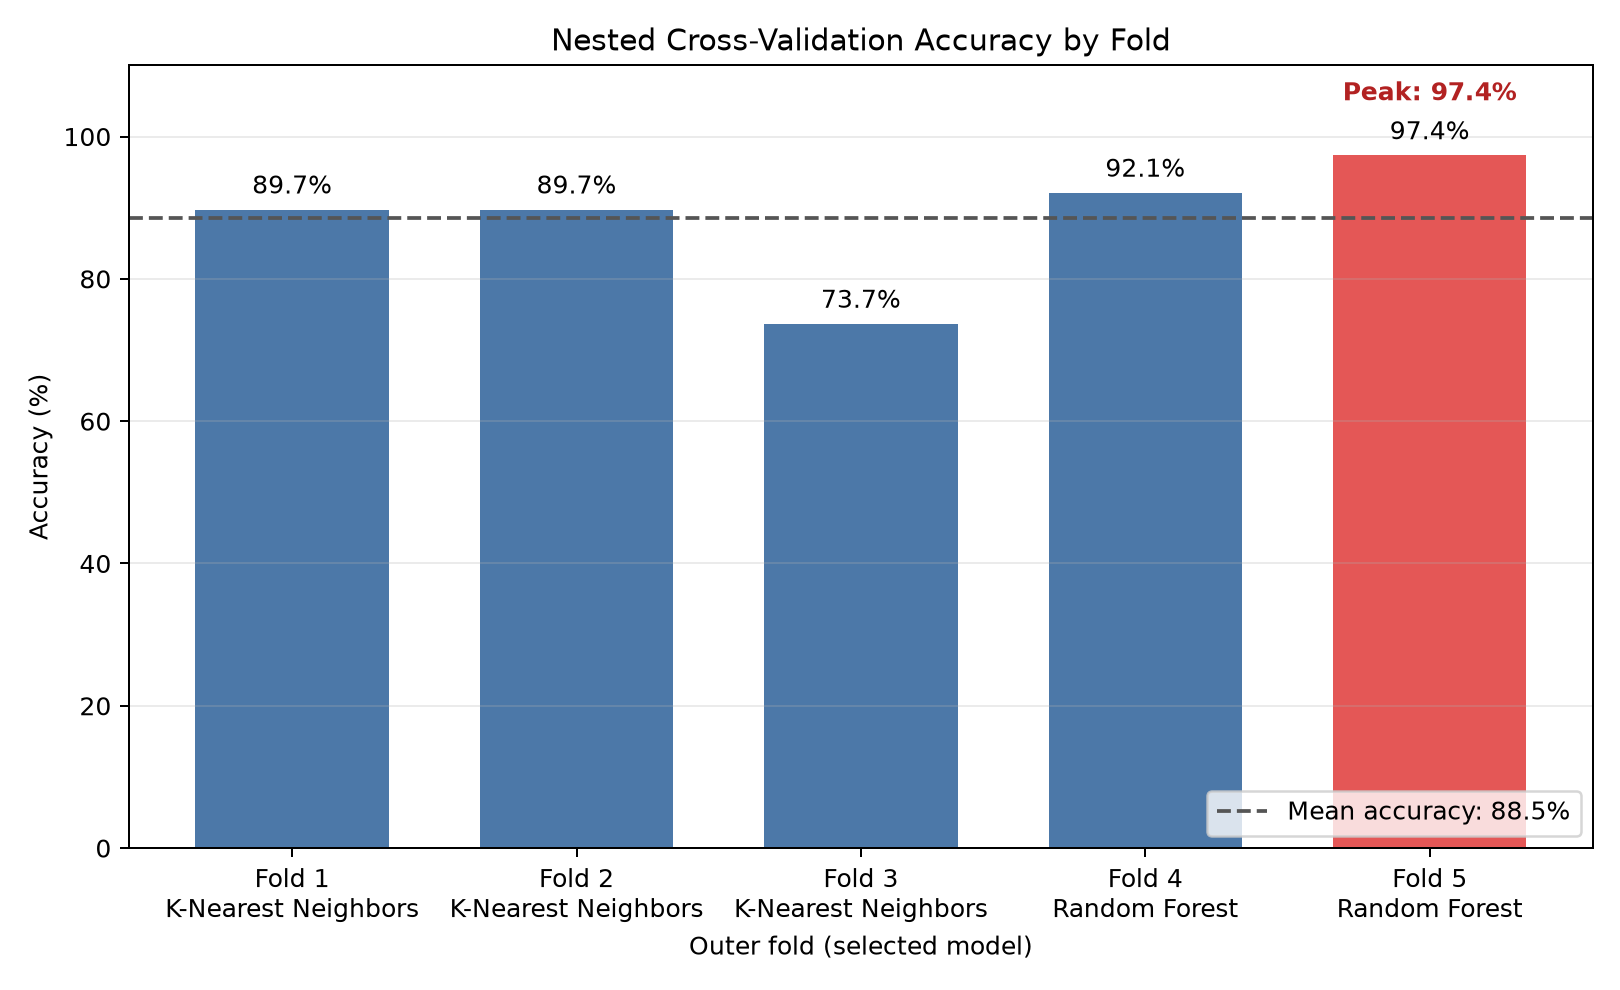 Nested Cross-Validation Accuracy by Fold
Peak: 97.4%
97.4%
92.1%
89.7%
89.7%
73.7%
100
80
60
40
20
0
Accuracy (%)
Mean accuracy: 88.5%
Fold 1
K-Nearest Neighbors
Fold 2
K-Nearest Neighbors
Fold 3
K-Nearest Neighbors
Fold 4
Random Forest
Fold 5
Random Forest
Outer fold (selected model)